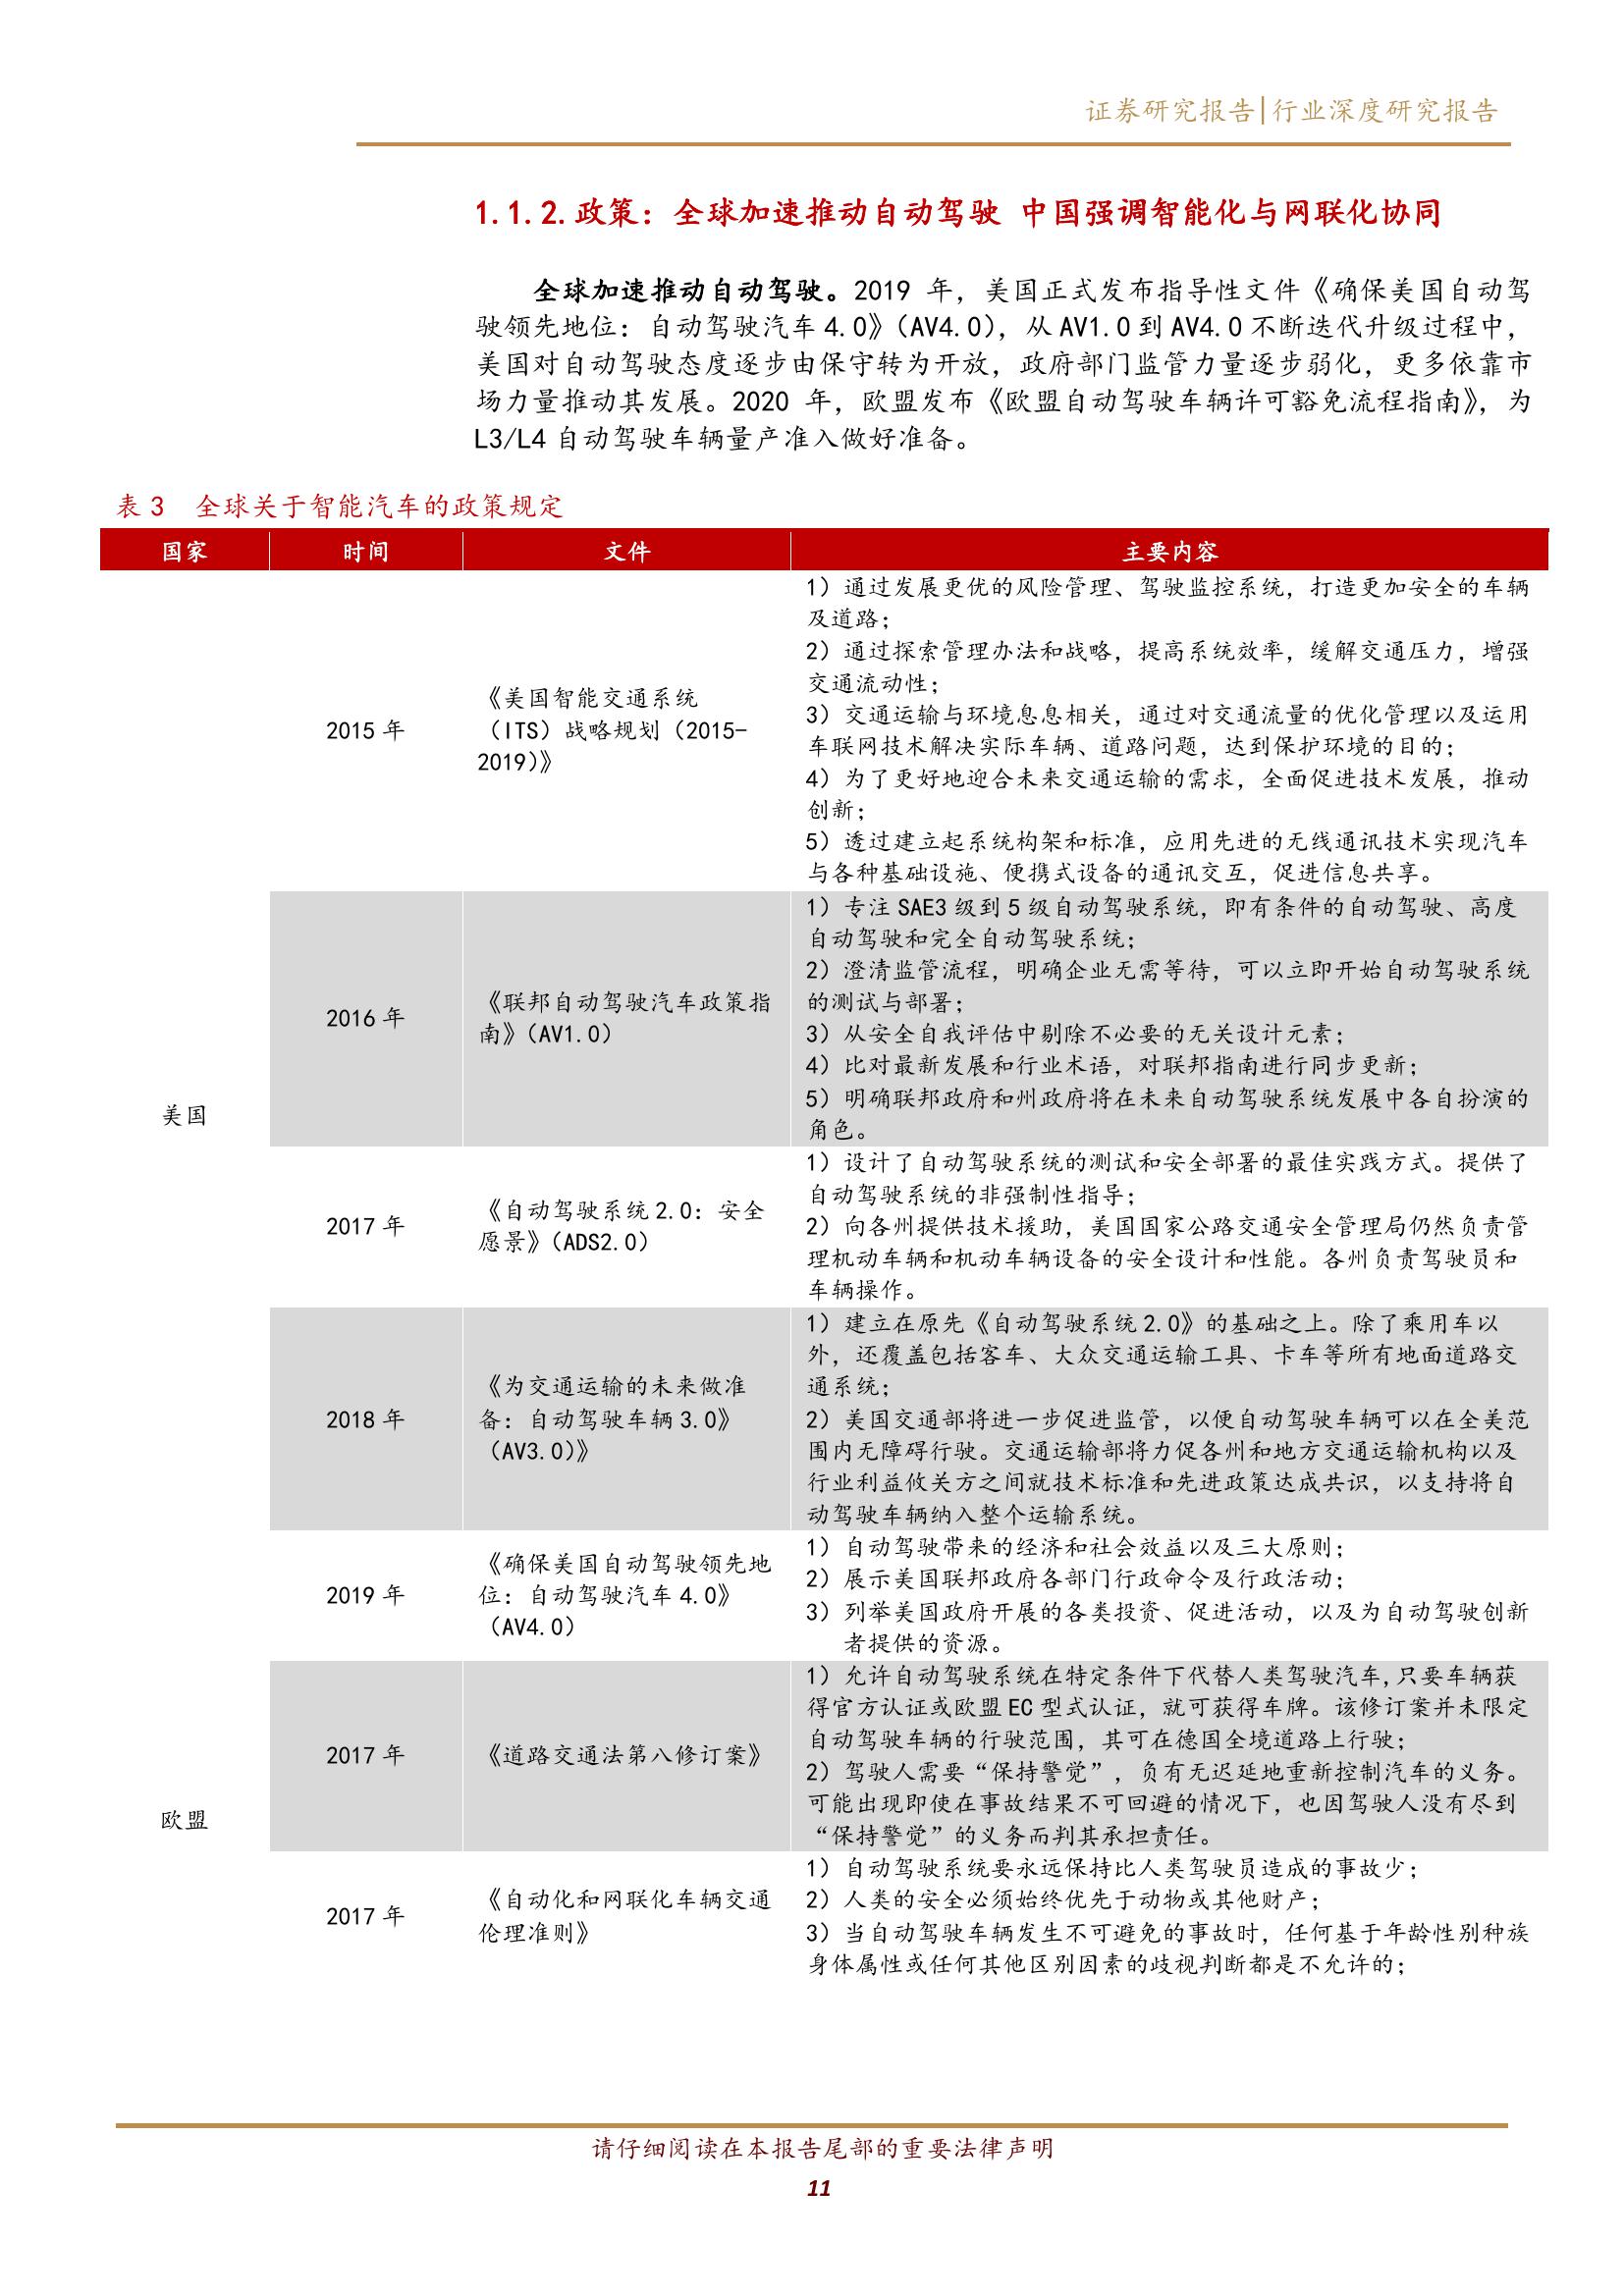 证券研究报告|行业深度研究报告
1.1.2.政策：全球加速推动自动驾驶 中国强调智能化与网联化协同
全球加速推动自动驾驶。2019 年，美国正式发布指导性文件《确保美国自动驾
驶领先地位：自动驾驶汽车4.0》（AV4.0），从AV1.0到AV4.0不断迭代升级过程中，
美国对自动驾驶态度逐步由保守转为开放，政府部门监管力量逐步弱化，更多依靠市
场力量推动其发展。2020 年，欧盟发布《欧盟自动驾驶车辆许可豁免流程指南》，为
L3/L4 自动驾驶车辆量产准入做好准备。
表 3 全球关于智能汽车的政策规定
国家 时间 文件 主要内容
美国
2015 年
《美国智能交通系统
（ITS）战略规划（2015-
2019)》
1）通过发展更优的风险管理、驾驶监控系统，打造更加安全的车辆
及道路；
2）通过探索管理办法和战略，提高系统效率，缓解交通压力，增强
交通流动性；
3）交通运输与环境息息相关，通过对交通流量的优化管理以及运用
车联网技术解决实际车辆、道路问题，达到保护环境的目的；
4）为了更好地迎合未来交通运输的需求，全面促进技术发展，推动
创新；
5）透过建立起系统构架和标准，应用先进的无线通讯技术实现汽车
与各种基础设施、便携式设备的通讯交互，促进信息共享。
2016 年
《联邦自动驾驶汽车政策指
南》（AV1.0）
1）专注 SAE3 级到 5 级自动驾驶系统，即有条件的自动驾驶、高度
自动驾驶和完全自动驾驶系统；
2）澄清监管流程，明确企业无需等待，可以立即开始自动驾驶系统
的测试与部署；
3）从安全自我评估中剔除不必要的无关设计元素；
4）比对最新发展和行业术语，对联邦指南进行同步更新；
5）明确联邦政府和州政府将在未来自动驾驶系统发展中各自扮演的
角色。
2017 年
《自动驾驶系统 2.0：安全
愿景》（ADS2.0）
1）设计了自动驾驶系统的测试和安全部署的最佳实践方式。提供了
自动驾驶系统的非强制性指导；
2）向各州提供技术援助，美国国家公路交通安全管理局仍然负责管
理机动车辆和机动车辆设备的安全设计和性能。各州负责驾驶员和
车辆操作。
2018 年
《为交通运输的未来做准
备：自动驾驶车辆 3.0》
（AV3.0)》
1）建立在原先《自动驾驶系统 2.0》的基础之上。除了乘用车以
外，还覆盖包括客车、大众交通运输工具、卡车等所有地面道路交
通系统；
2）美国交通部将进一步促进监管，以便自动驾驶车辆可以在全美范
围内无障碍行驶。交通运输部将力促各州和地方交通运输机构以及
行业利益攸关方之间就技术标准和先进政策达成共识，以支持将自
动驾驶车辆纳入整个运输系统。
2019 年
《确保美国自动驾驶领先地
位：自动驾驶汽车 4.0》
（AV4.0）
1）自动驾驶带来的经济和社会效益以及三大原则；
2）展示美国联邦政府各部门行政命令及行政活动；
3）列举美国政府开展的各类投资、促进活动，以及为自动驾驶创新
者提供的资源。
欧盟
2017 年
《道路交通法第八修订案》
1）允许自动驾驶系统在特定条件下代替人类驾驶汽车,只要车辆获
得官方认证或欧盟 EC 型式认证，就可获得车牌。该修订案并未限定
自动驾驶车辆的行驶范围，其可在德国全境道路上行驶；
2）驾驶人需要“保持警觉”，负有无迟延地重新控制汽车的义务。
可能出现即使在事故结果不可回避的情况下，也因驾驶人没有尽到
“保持警觉”的义务而判其承担责任。
2017 年
《自动化和网联化车辆交通
伦理准则》
1）自动驾驶系统要永远保持比人类驾驶员造成的事故少；
2）人类的安全必须始终优先于动物或其他财产；
3）当自动驾驶车辆发生不可避免的事故时，任何基于年龄性别种族
身体属性或任何其他区别因素的歧视判断都是不允许的；
请仔细阅读在本报告尾部的重要法律声明
11